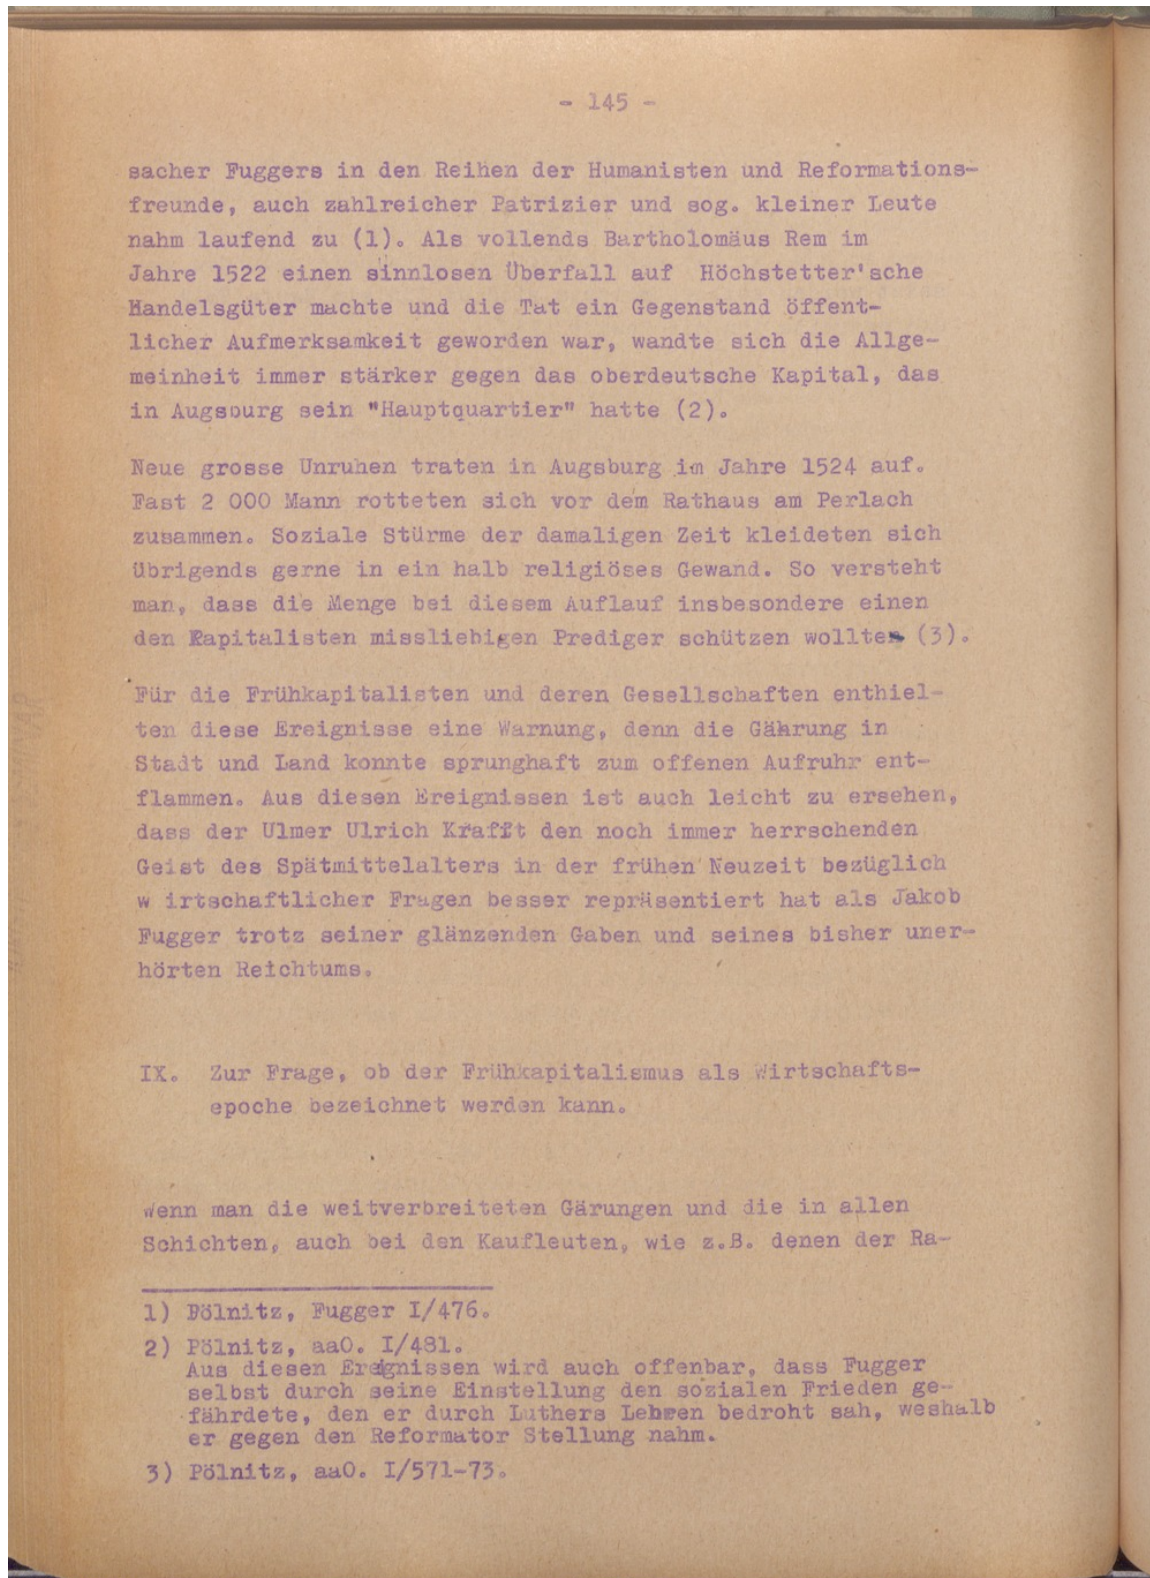 - 145 -
sacher Fuggers in den Reihen der Humanisten und Reformations-
freunde, auch zahlreicher Patrizier und sog. kleiner Leute
nahm laufend zu (1). Als vollends Bartholomäus Rem im
Jahre 1522 einen sinnlosen Überfall auf Höchstetter'sche
Handelsgüter machte und die Tat ein Gegenstand öffent-
licher Aufmerksamkeit geworden war, wandte sich die Allge-
meinheit immer stärker gegen das oberdeutsche Kapital, das
in Augsourg sein "Hauptquartier" hatte (2).
Neue grosse Unruhen traten in Augsburg im Jahre 1524 auf.
Fast 2 000 Mann rotteten sich vor dem Rathaus am Perlach
zusammen. Soziale Stürme der damaligen Zeit kleideten sich
übrigends gerne in ein halb religiöses Gewand. So versteht
man, dass die Menge bei diesem Auflauf insbesondere einen
den Kapitalisten missliebigen Prediger schützen wollte (3).
Für die Frühkapitalisten und deren Gesellschaften enthiel-
ten diese Ereignisse eine Warnung, denn die Gährung in
Stadt und Land konnte sprunghaft zum offenen Aufruhr ent-
flammen. Aus diesen Ereignissen ist auch leicht zu ersehen,
dass der Ulmer Ulrich Krafft den noch immer herrschenden
Geist des Spätmittelalters in der frühen Neuzeit bezüglich
w irtschaftlicher Fragen besser repräsentiert hat als Jakob
Fugger trotz seiner glänzenden Gaben und seines bisher uner-
hörten Reichtums.
IX. Zur Frage, ob der Frühkapitalismus als Wirtschafts-
epoche bezeichnet werden kann.
Wenn man die weitverbreiteten Gärungen und die in allen
Schichten, auch bei den Kaufleuten, wie z.B. denen der Ra-
1) Pölnitz, Fugger I/476.
2) Pölnitz, aaO. I/481.
Aus diesen Ereignissen wird auch offenbar, dass Fugger
selbst durch seine Einstellung den sozialen Frieden ge-
fährdete, den er durch Luthers Lehren bedroht sah, weshalb
er gegen den Reformator Stellung nahm.
3) Pölnitz, aaO. I/571-73.